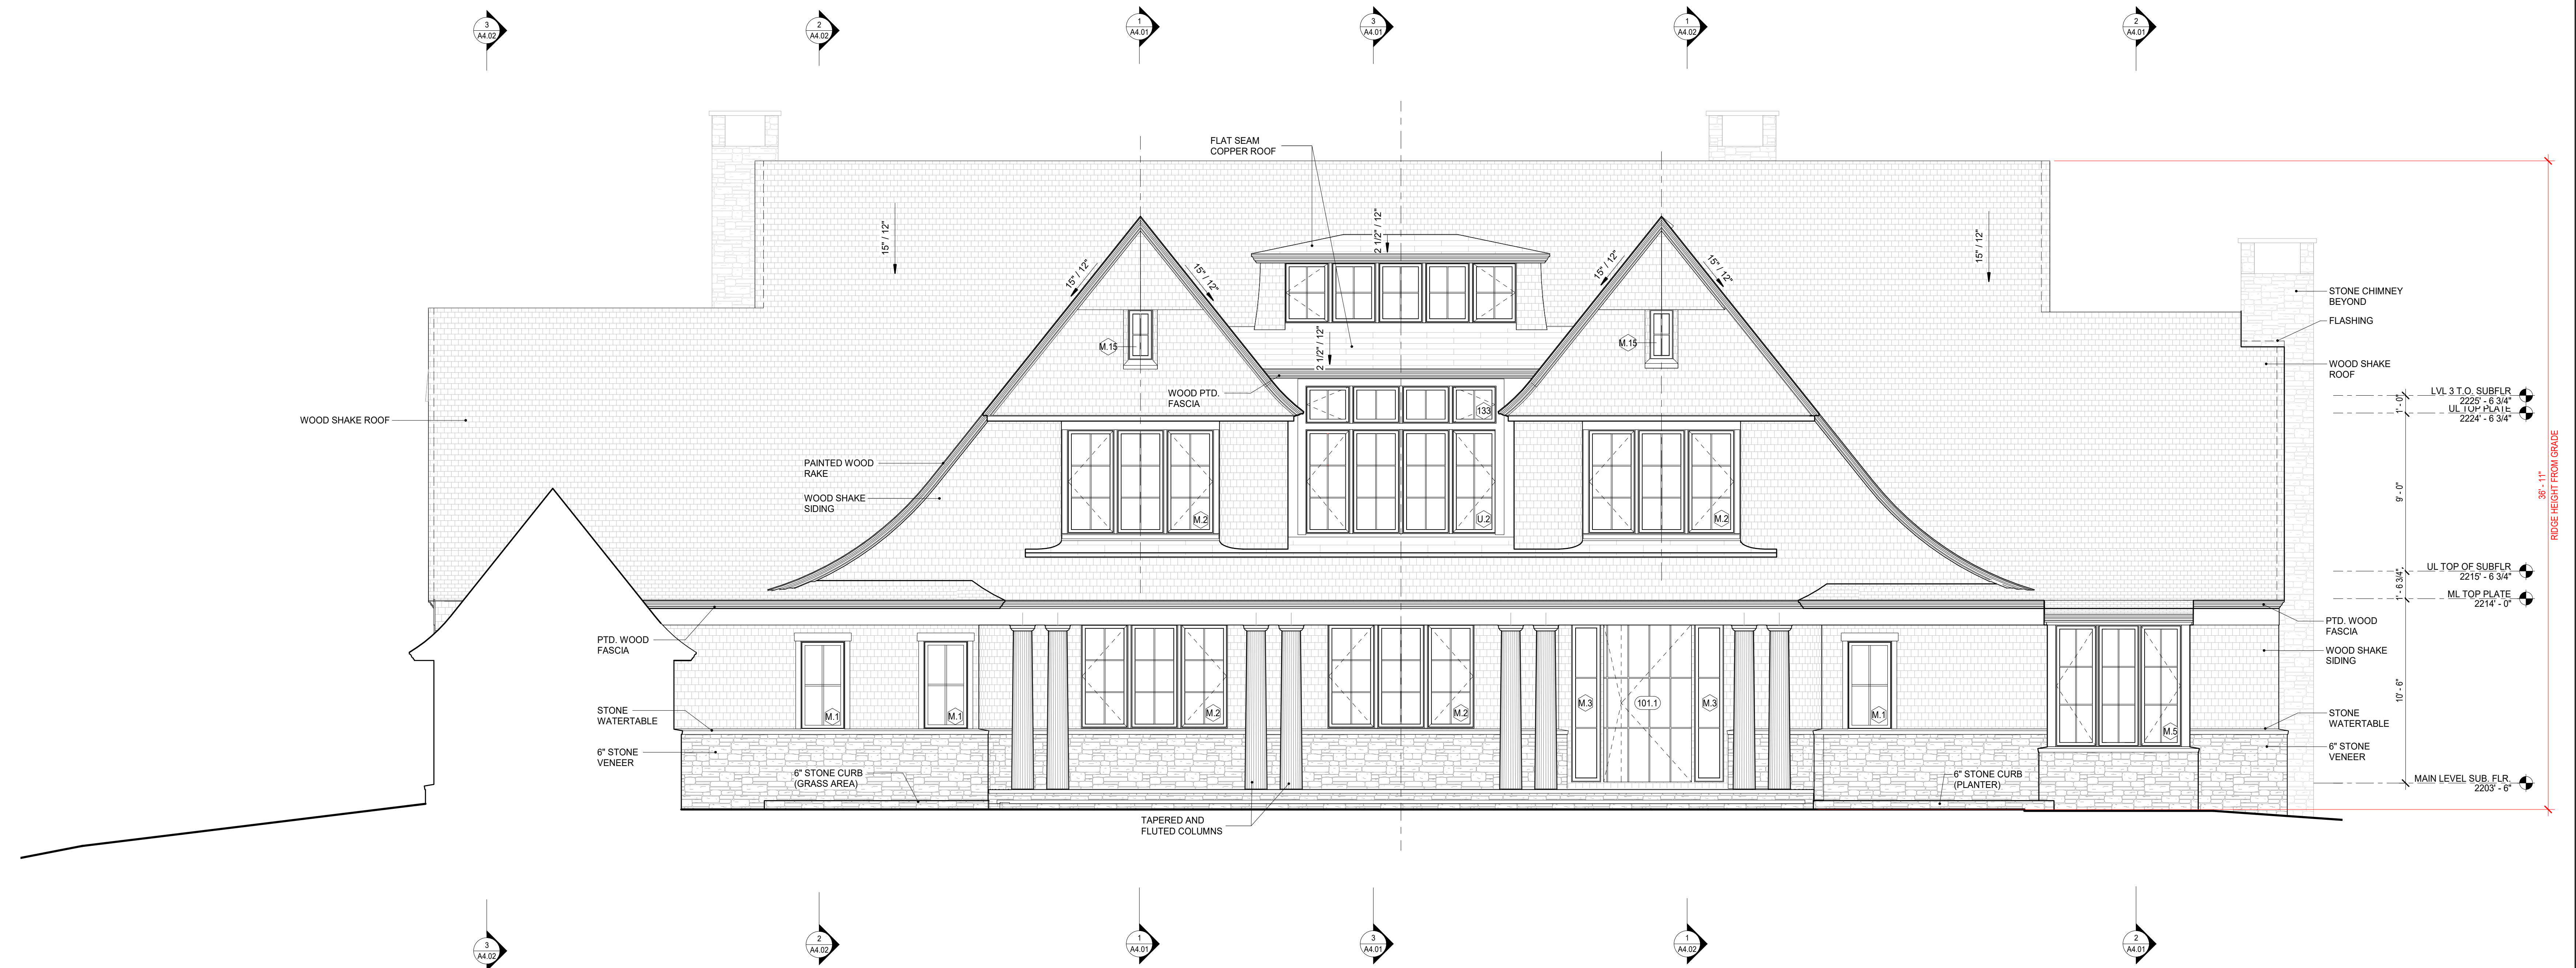 3
A4.02
2
A4.02
1
A4.01
3
A4.01
1
A4.02
2
A4.01
FLAT SEAM
COPPER ROOF
15" / 12"
15" / 12"
15" / 12"
2 1/2" / 12"
15" / 12"
15" / 12"
15" / 12"
STONE CHIMNEY
BEYOND
FLASHING
M.15
M.15
2 1/2" / 12"
WOOD SHAKE
ROOF
WOOD PTD.
FASCIA
133
LVL 3 T.O. SUBFLR
2225' - 6 3/4"
1' - 0"
UL TOP PLATE
2224' - 6 3/4"
WOOD SHAKE ROOF
PAINTED WOOD
RAKE
WOOD SHAKE
SIDING
M.2
U.2
M.2
9' - 0"
36' - 11"
RIDGE HEIGHT FROM GRADE
UL TOP OF SUBFLR
2215' - 6 3/4"
1' - 6 3/4"
ML TOP PLATE
2214' - 0"
PTD. WOOD
FASCIA
PTD. WOOD
FASCIA
WOOD SHAKE
SIDING
10' - 6"
STONE
WATERTABLE
M.1
M.1
M.2
M.2
M.3
101.1
M.3
M.1
M.5
STONE
WATERTABLE
6" STONE
VENEER
6" STONE
VENEER
6" STONE CURB
(GRASS AREA)
6" STONE CURB
(PLANTER)
MAIN LEVEL SUB. FLR.
2203' - 6"
TAPERED AND
FLUTED COLUMNS
3
A4.02
2
A4.02
1
A4.01
3
A4.01
1
A4.02
2
A4.01